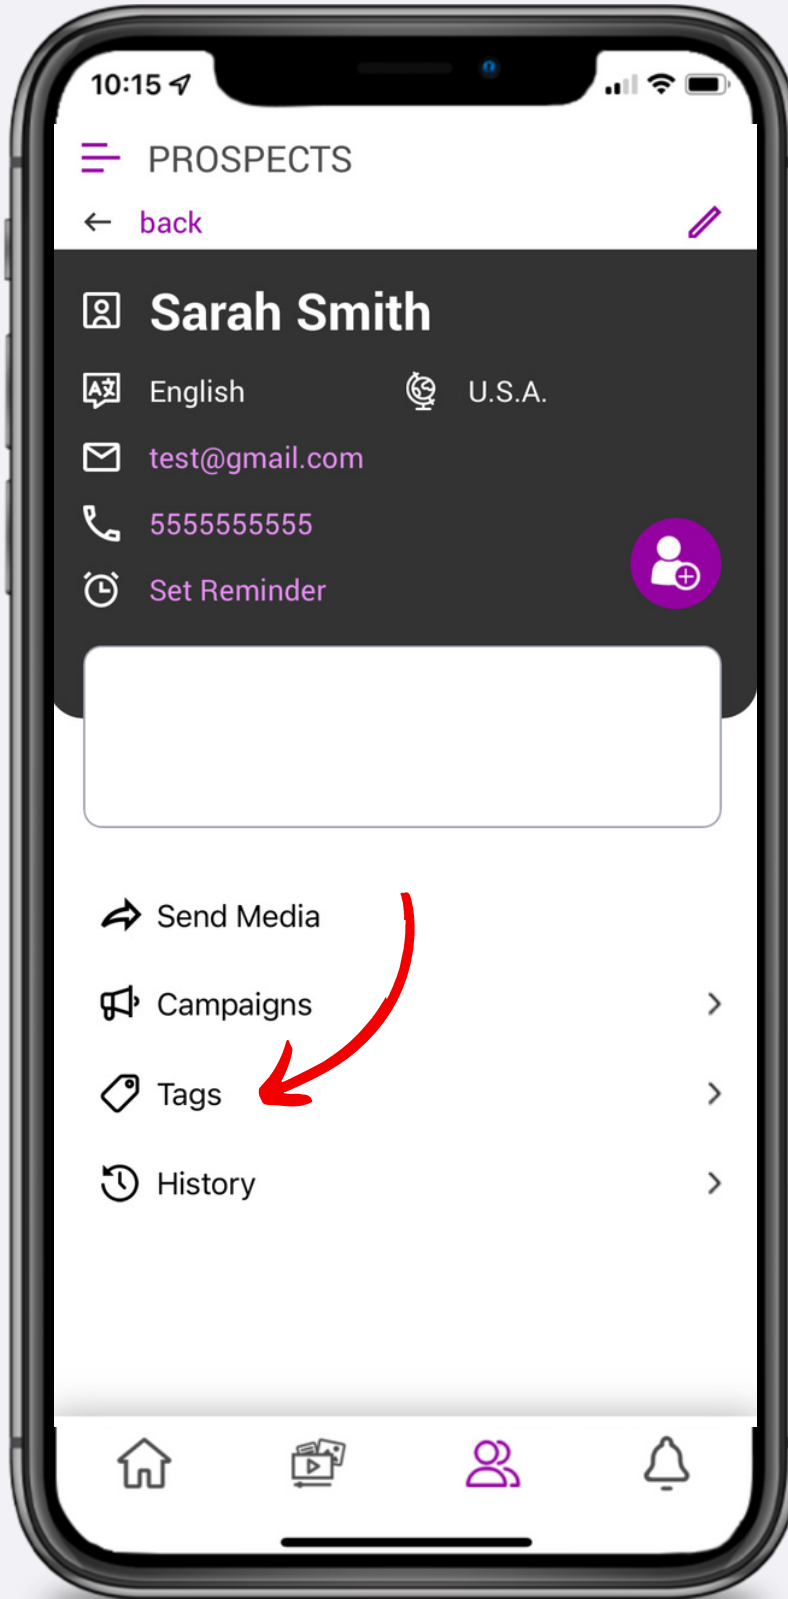 10:15
PROSPECTS
back
Sarah Smith
English U.S.A.
test@gmail.com
5555555555
Set Reminder
Send Media
Campaigns
Tags
History